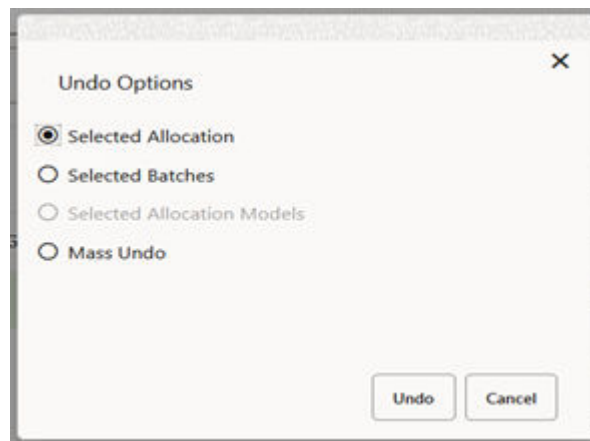 Undo Options
Selected Allocation
Selected Batches
Selected Allocation Models
Mass Undo
Undo
Cancel